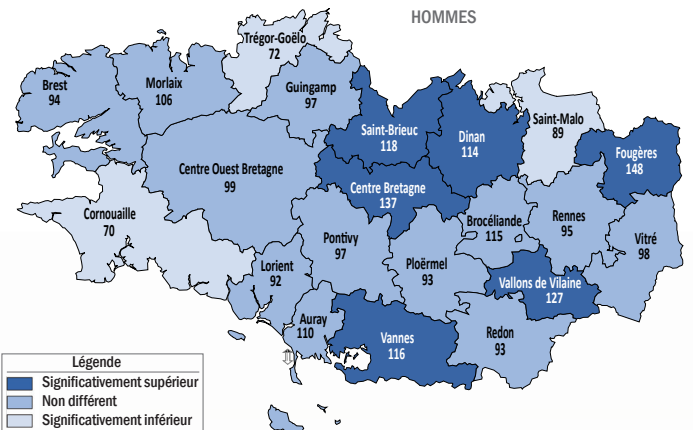 HOMMES
Trégor-Goëlo
72
Brest
94
Morlaix
106
Guingamp
97
Saint-Brieuc
118
Dinan
114
Saint-Malo
89
Fougères
148
Centre Ouest Bretagne
99
Centre Bretagne
137
Cornouaille
70
Pontivy
97
Ploërmel
93
Brocéliande
115
Rennes
95
Vitré
98
Lorient
92
Vallons de Vilaine
127
Auray
110
Vannes
116
Redon
93
Légende
Significativement supérieur
Non différent
Significativement inférieur